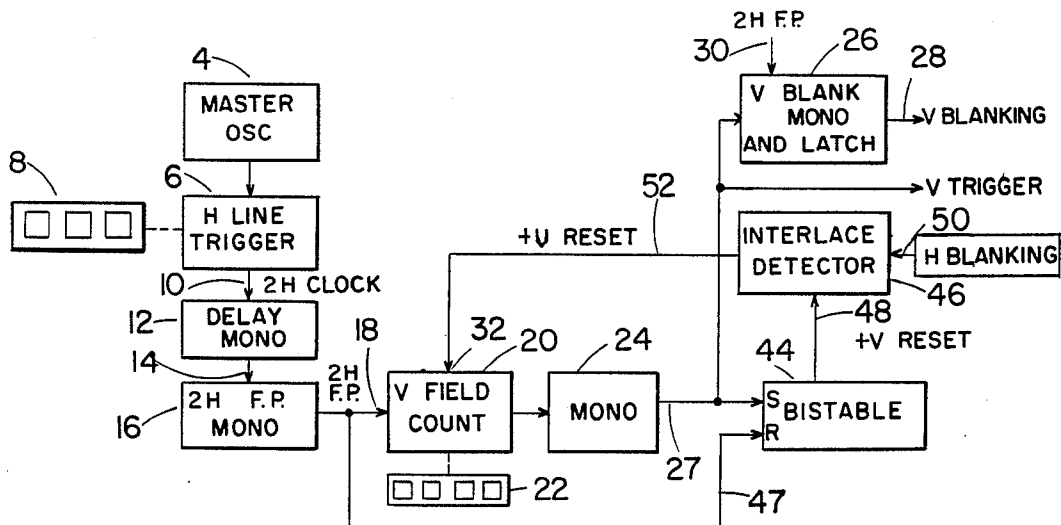 2H F.P.
30
26
28
4
MASTER
OSC
V BLANK
MONO
AND LATCH
V BLANKING
8
6
H LINE
TRIGGER
52
V TRIGGER
+V RESET
INTERLACE
DETECTOR
50
H BLANKING
10
2H CLOCK
46
12
DELAY
MONO
48
+V RESET
14
18
32
20
24
44
16
2H F.P.
MONO
2H
F.P.
V FIELD
COUNT
MONO
S
BISTABLE
R
27
22
47